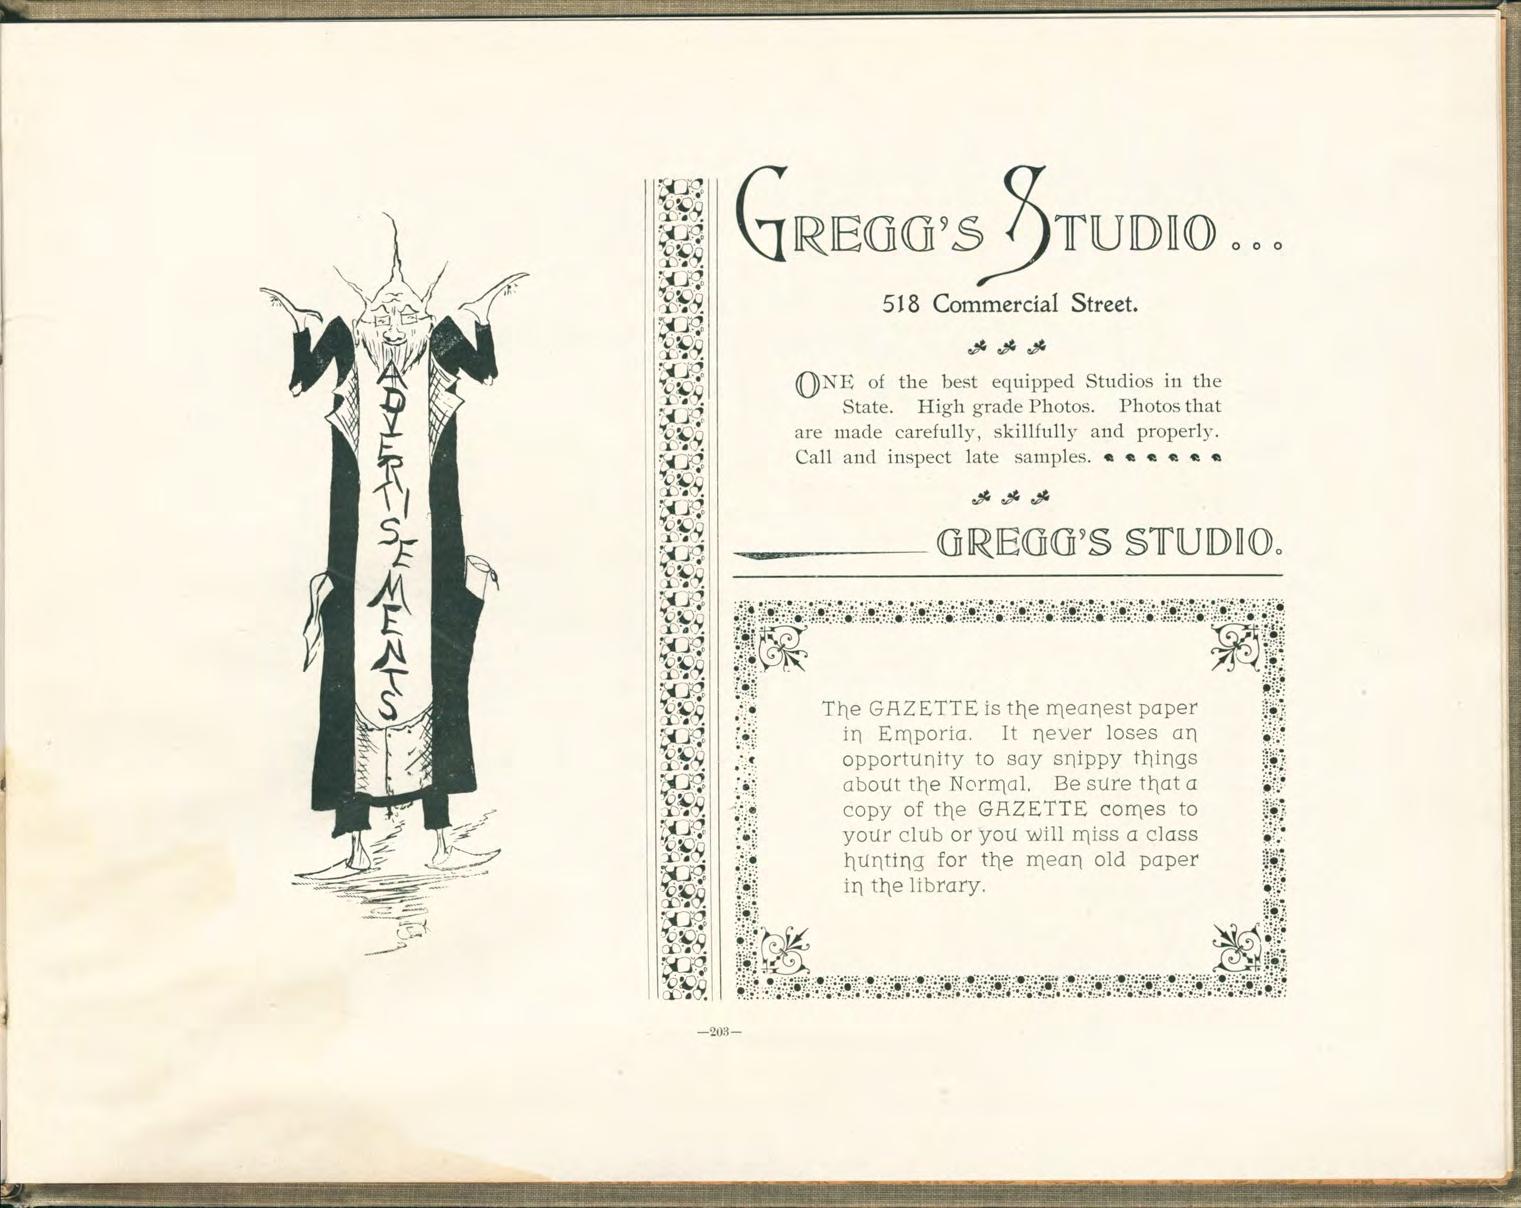 ADVERTISEMENTS
GREGG'S STUDIO...
518 Commercial Street.
ONE of the best equipped Studios in the
State. High grade Photos. Photos that
are made carefully, skillfully and properly.
Call and inspect late samples.
GREGG'S STUDIO.
The GAZETTE is the meanest paper
in Emporia. It never loses an
opportunity to say snippy things
about the Normal. Be sure that a
copy of the GAZETTE comes to
your club or you will miss a class
hunting for the mean old paper
in the library.
—203—